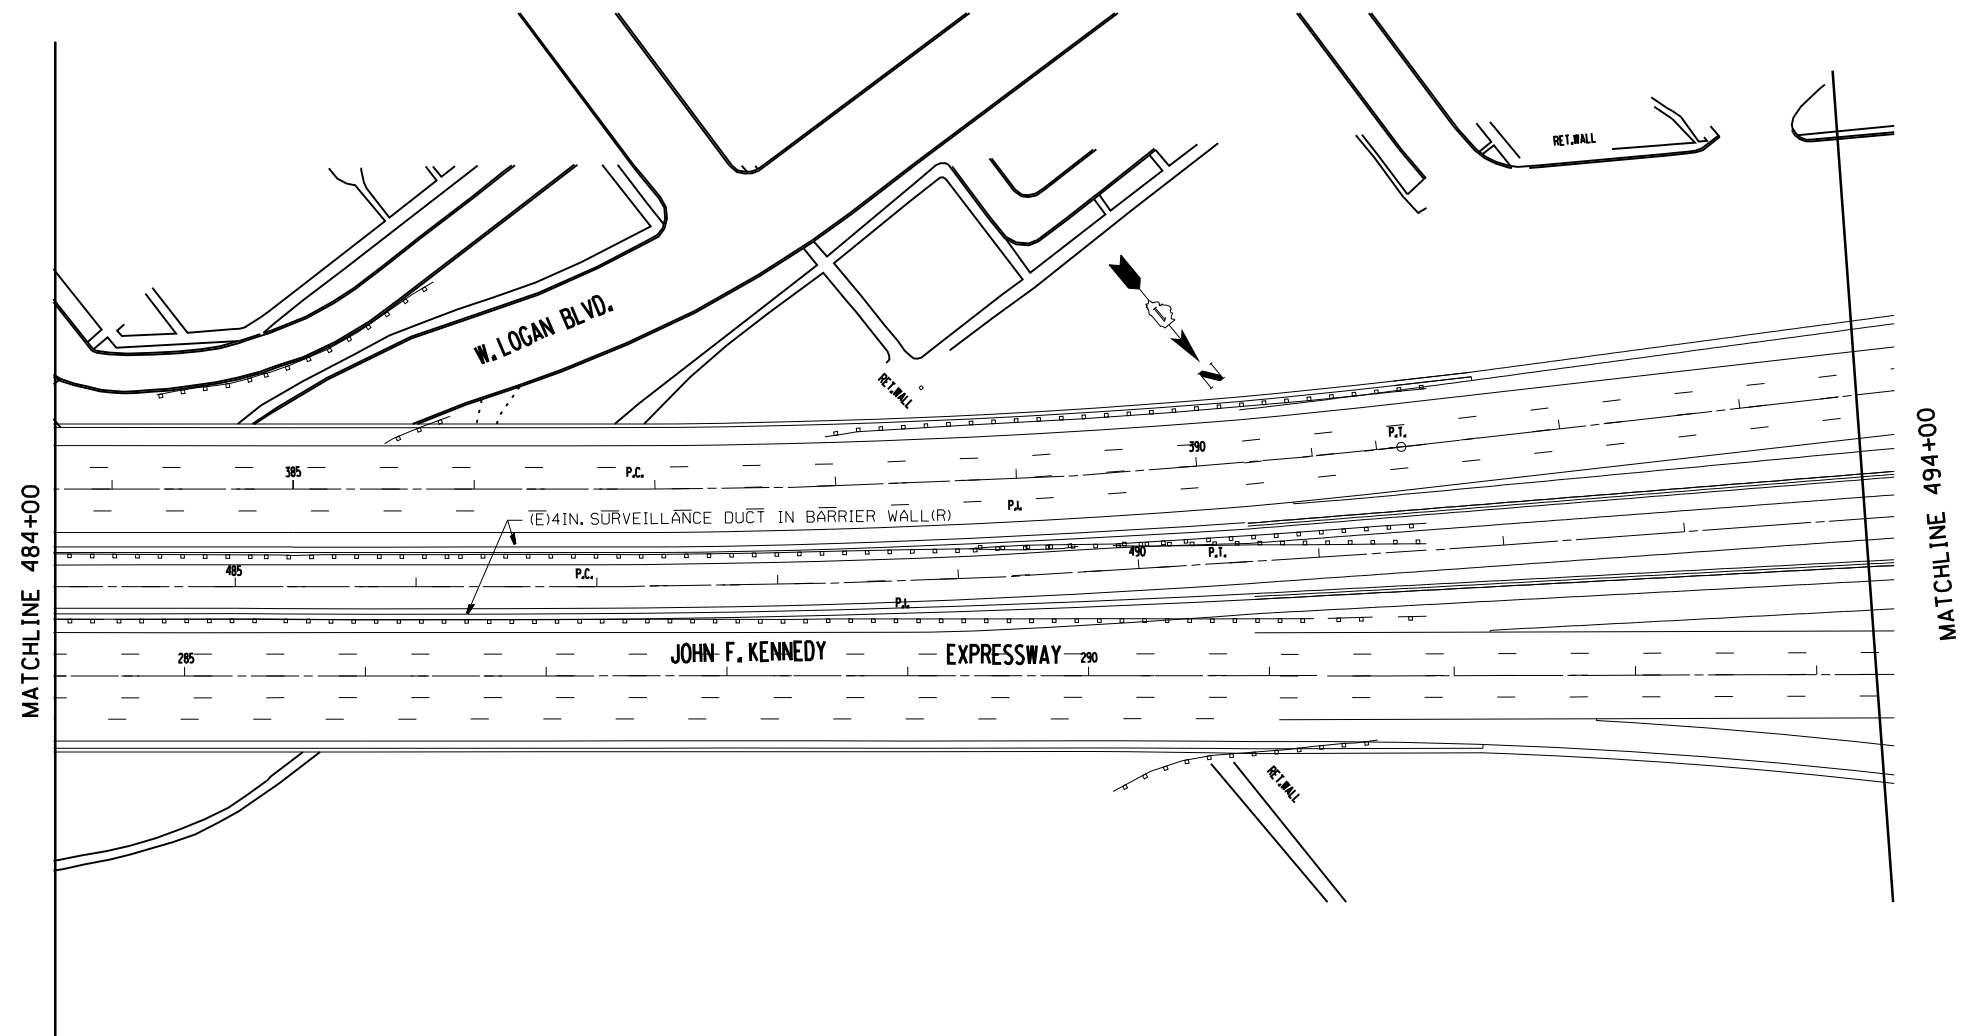 RET.WALL
W. LOGAN BLVD.
N
RET.WALL
P.T.
390
385
P.C.
P.I.
(E)4IN. SURVEILLANCE DUCT IN BARRIER WALL(R)
490
P.T.
485
P.C.
P.I.
JOHN F. KENNEDY EXPRESSWAY
285
290
RET.WALL
MATCHLINE 484+00
MATCHLINE 494+00